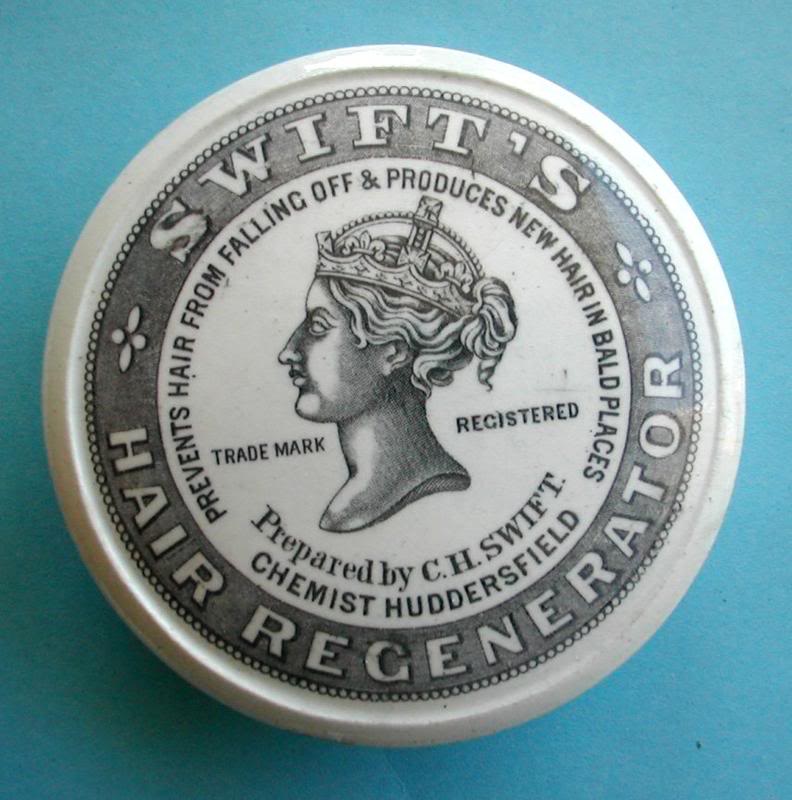 SWIFT'S
HAIR REGENERATOR
PREVENTS HAIR FROM FALLING OFF & PRODUCES NEW HAIR IN BALD PLACES
TRADE MARK
REGISTERED
Prepared by C.H. SWIFT.
CHEMIST HUDDERSFIELD